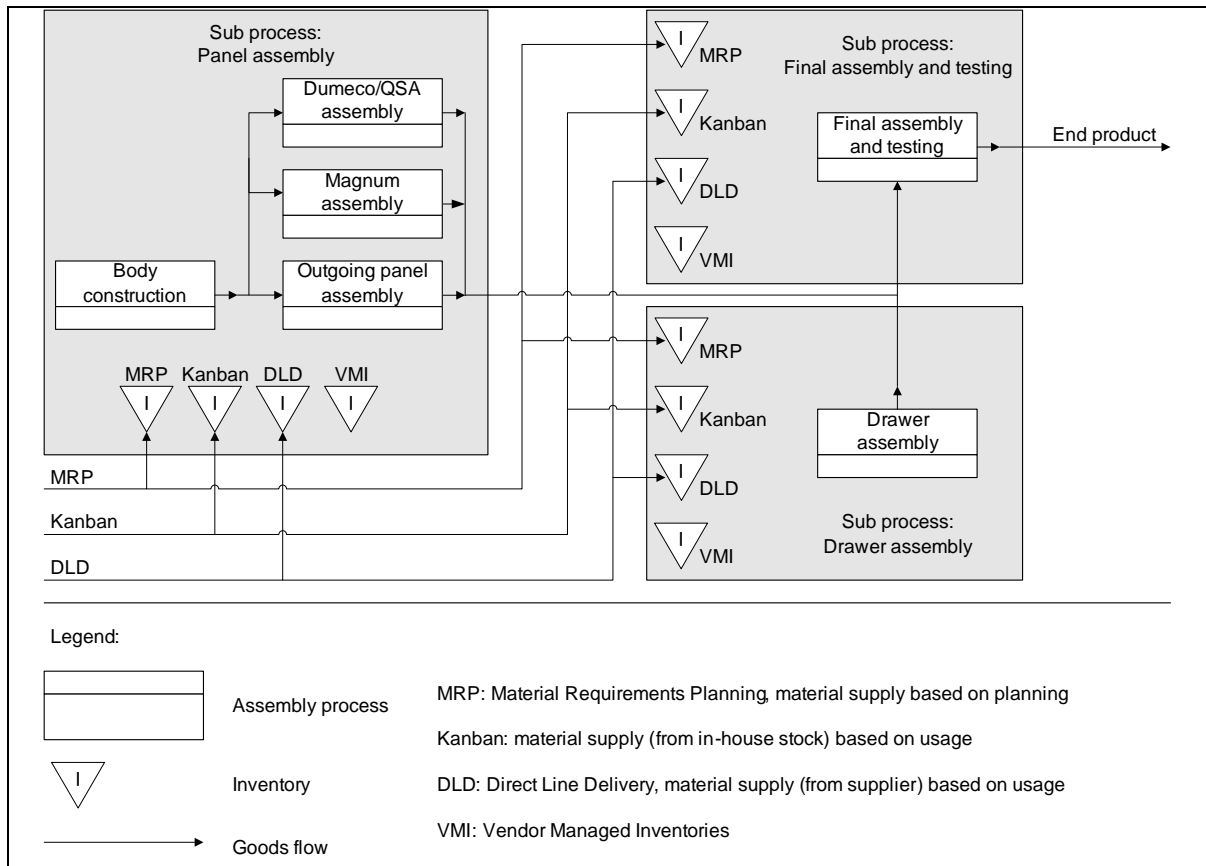 Sub process:
Panel assembly
Dumeco/QSA
assembly
Magnum
assembly
Body
construction
Outgoing panel
assembly
MRP
Kanban
DLD
VMI
I
I
I
I
MRP
Kanban
DLD
I
MRP
I
Kanban
I
DLD
I
VMI
Sub process:
Final assembly and testing
Final assembly
and testing
End product
I
MRP
I
Kanban
I
DLD
I
VMI
Drawer
assembly
Sub process:
Drawer assembly
Legend:
Assembly process
I
Inventory
Goods flow
MRP: Material Requirements Planning, material supply based on planning
Kanban: material supply (from in-house stock) based on usage
DLD: Direct Line Delivery, material supply (from supplier) based on usage
VMI: Vendor Managed Inventories